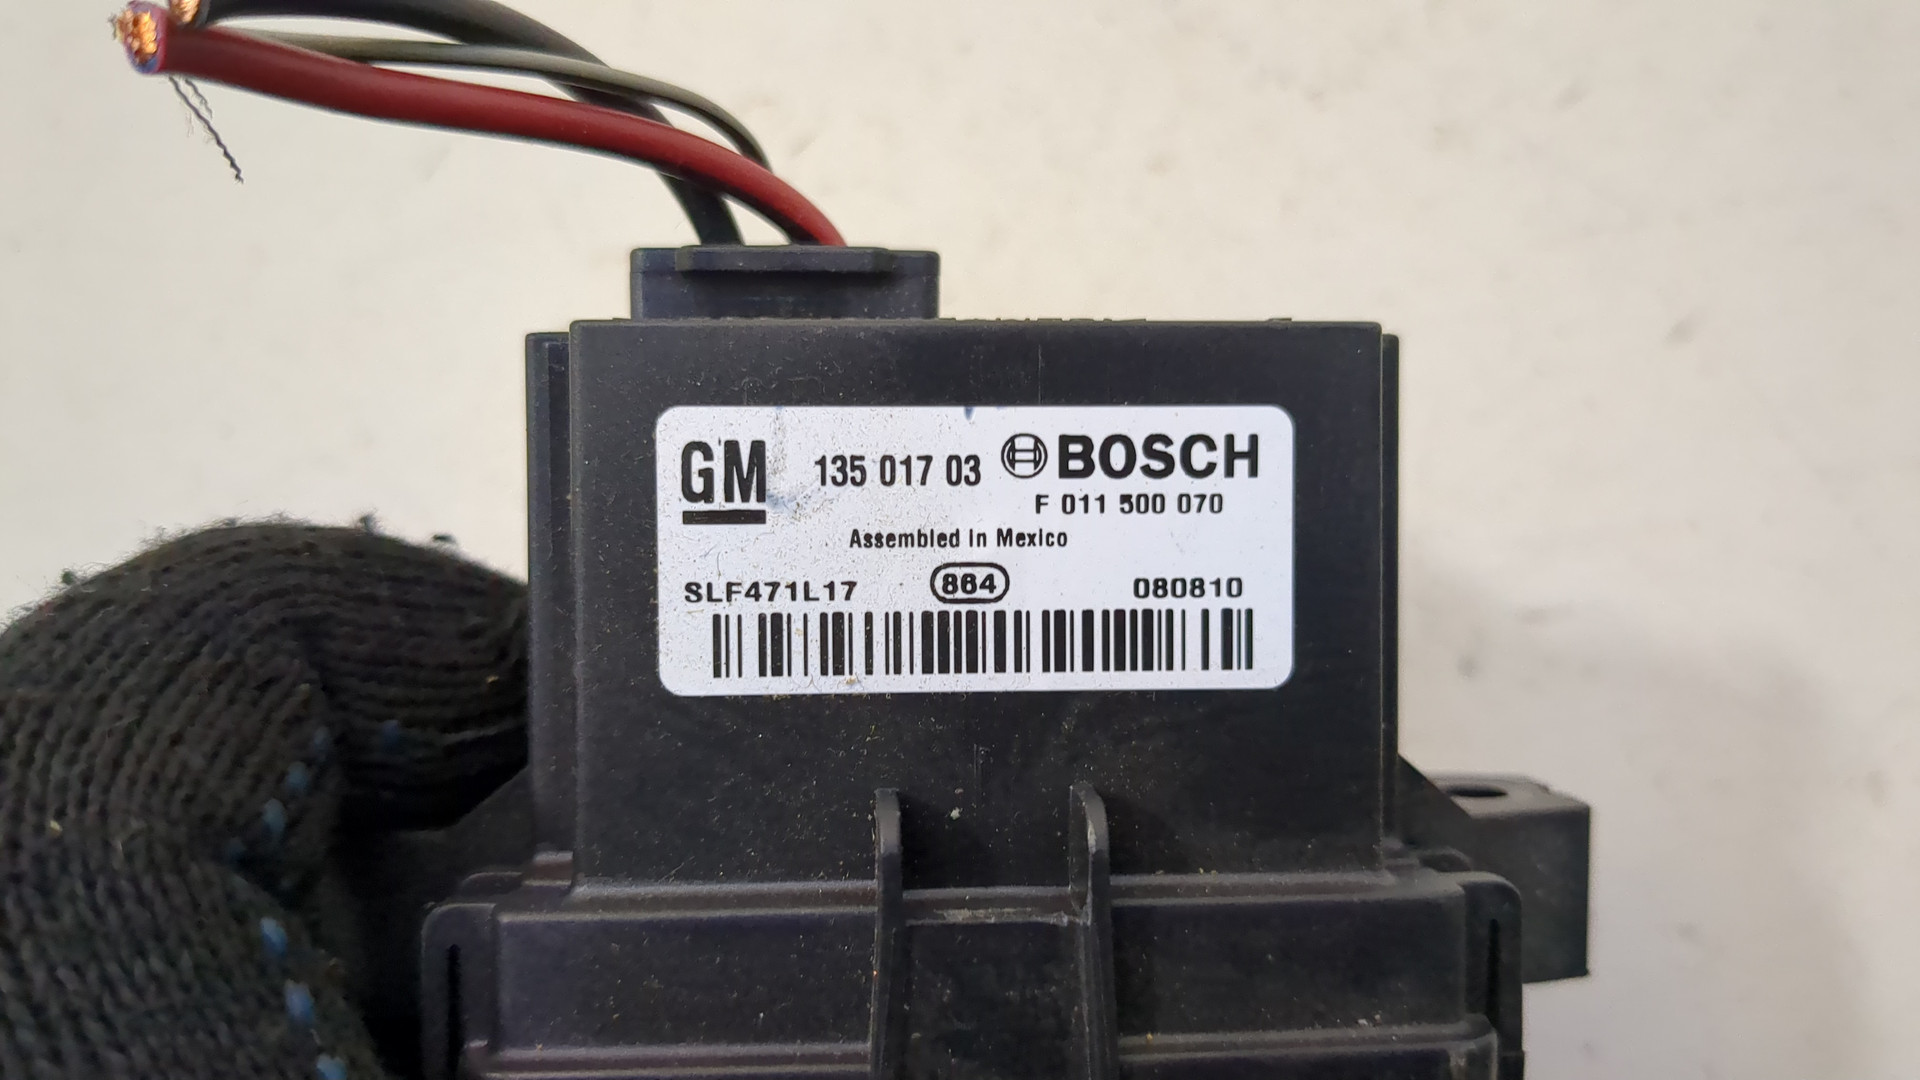 GM 135 017 03 BOSCH
F 011 500 070
Assembled in Mexico
SLF471L17 864 080810